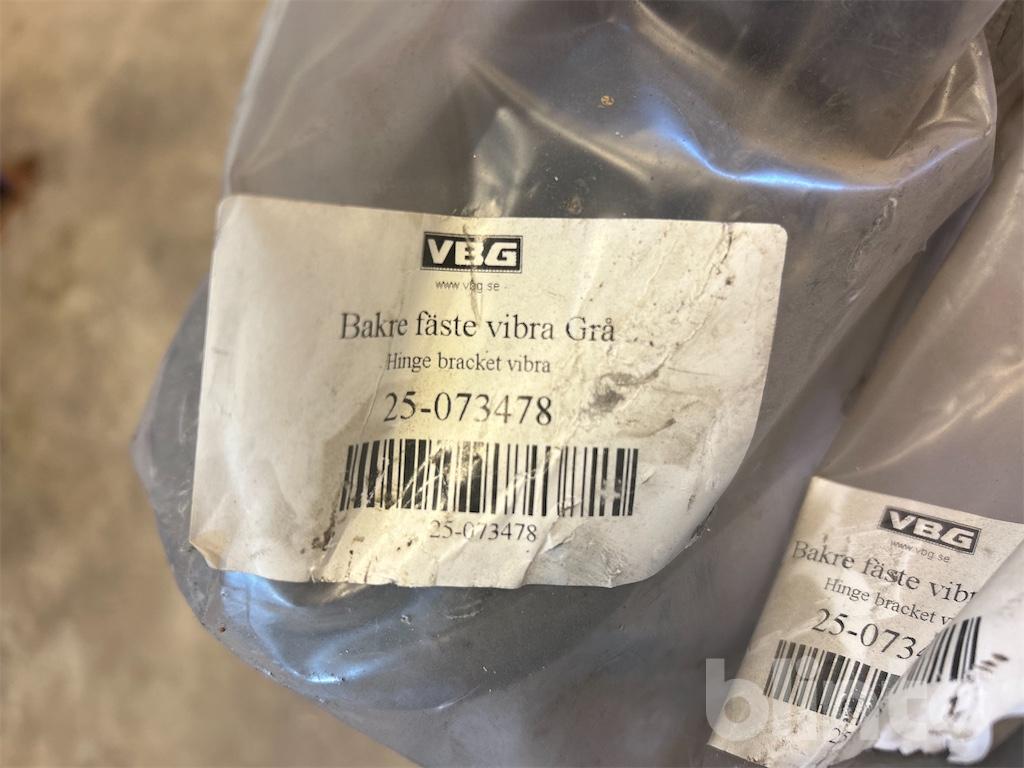 VBG
www.vbg.se
Bakre fäste vibra Grå
Hinge bracket vibra
25-073478
25-073478
VBG
www.vbg.se
Bakre fäste
Hinge bracket
25-073
25